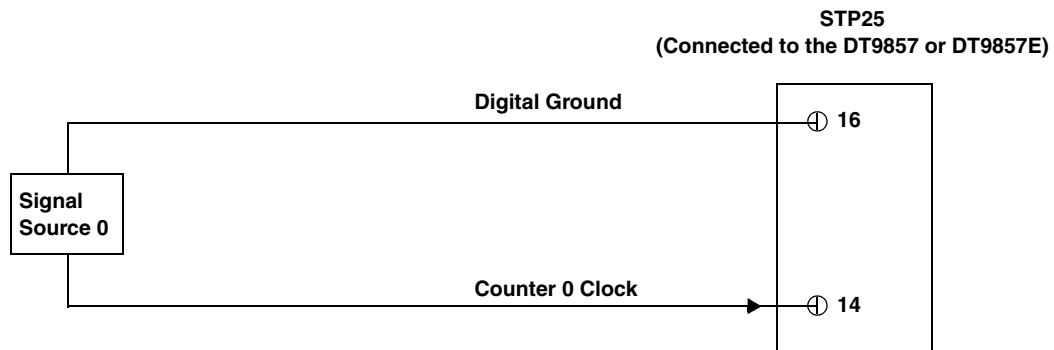 STP25
(Connected to the DT9857 or DT9857E)
Digital Ground
16
Signal
Source 0
Counter 0 Clock
14